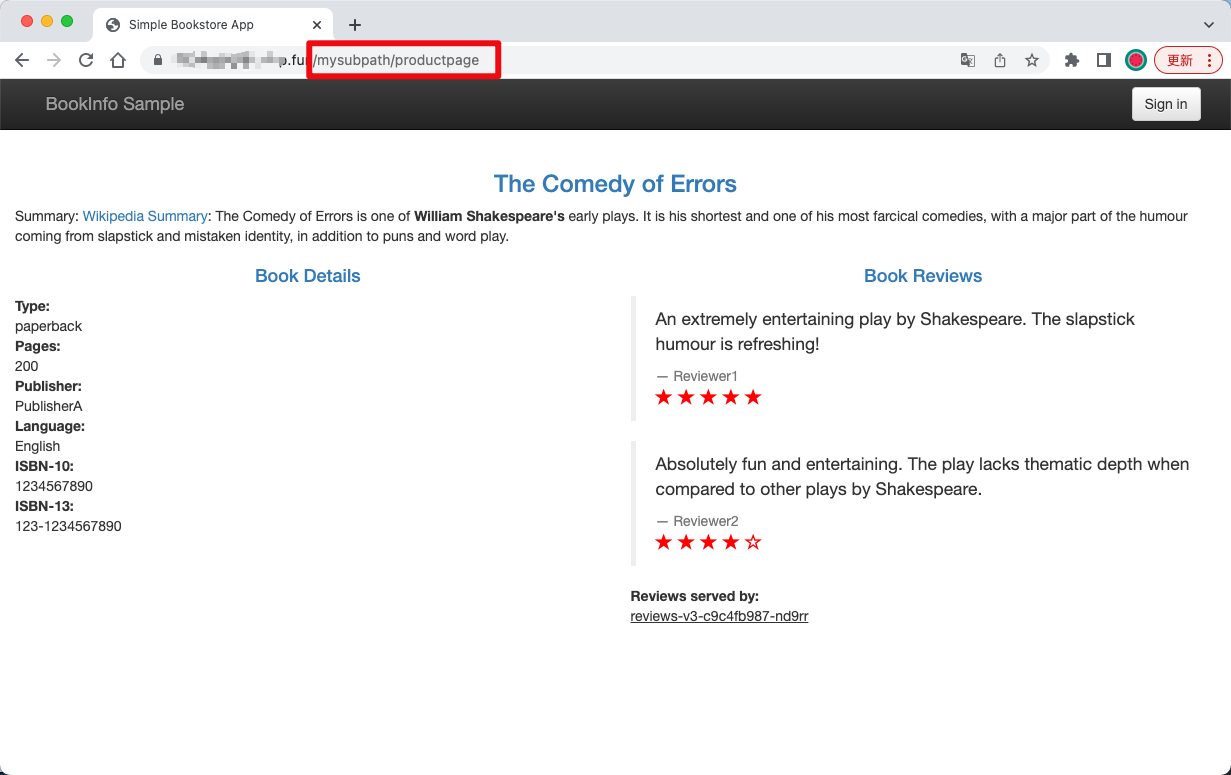 Simple Bookstore App
/mysubpath/productpage
更新
BookInfo Sample
Sign in
The Comedy of Errors
Summary: Wikipedia Summary: The Comedy of Errors is one of William Shakespeare's early plays. It is his shortest and one of his most farcical comedies, with a major part of the humour
coming from slapstick and mistaken identity, in addition to puns and word play.
Book Details
Type:
paperback
Pages:
200
Publisher:
PublisherA
Language:
English
ISBN-10:
1234567890
ISBN-13:
123-1234567890
Book Reviews
An extremely entertaining play by Shakespeare. The slapstick
humour is refreshing!
— Reviewer1
Absolutely fun and entertaining. The play lacks thematic depth when
compared to other plays by Shakespeare.
— Reviewer2
Reviews served by:
reviews-v3-c9c4fb987-nd9rr